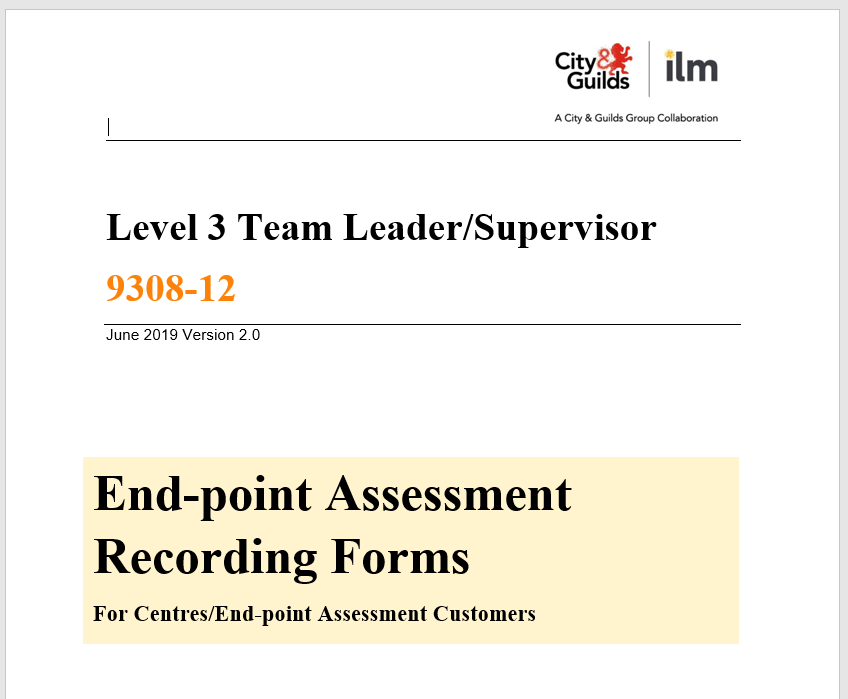 City& ilm
Guilds
A City & Guilds Group Collaboration
Level 3 Team Leader/Supervisor
9308-12
June 2019 Version 2.0
End-point Assessment
Recording Forms
For Centres/End-point Assessment Customers